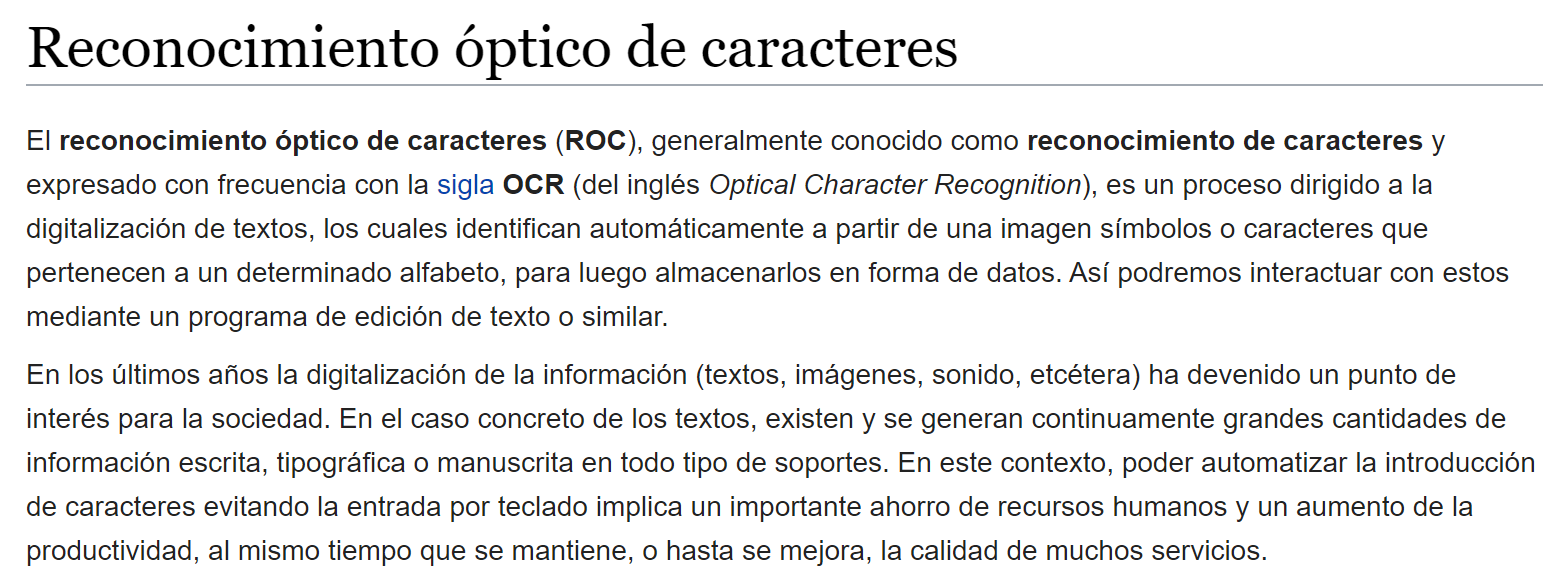 Reconocimiento óptico de caracteres
El reconocimiento óptico de caracteres (ROC), generalmente conocido como reconocimiento de caracteres y
expresado con frecuencia con la sigla OCR (del inglés Optical Character Recognition), es un proceso dirigido a la
digitalización de textos, los cuales identifican automáticamente a partir de una imagen símbolos o caracteres que
pertenecen a un determinado alfabeto, para luego almacenarlos en forma de datos. Así podremos interactuar con estos
mediante un programa de edición de texto o similar.
En los últimos años la digitalización de la información (textos, imágenes, sonido, etcétera) ha devenido un punto de
interés para la sociedad. En el caso concreto de los textos, existen y se generan continuamente grandes cantidades de
información escrita, tipográfica o manuscrita en todo tipo de soportes. En este contexto, poder automatizar la introducción
de caracteres evitando la entrada por teclado implica un importante ahorro de recursos humanos y un aumento de la
productividad, al mismo tiempo que se mantiene, o hasta se mejora, la calidad de muchos servicios.